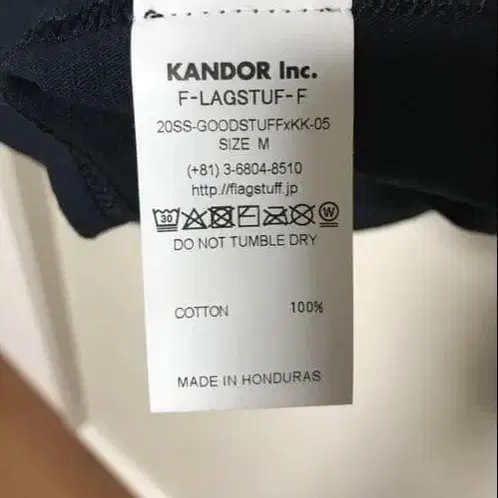 KANDOR Inc.
F-LAGSTUF-F
20SS-GOODSTUFFxKK-05
SIZE M
(+81) 3-6804-8510
http://flagstuff.jp
30 W
DO NOT TUMBLE DRY
COTTON 100%
MADE IN HONDURAS